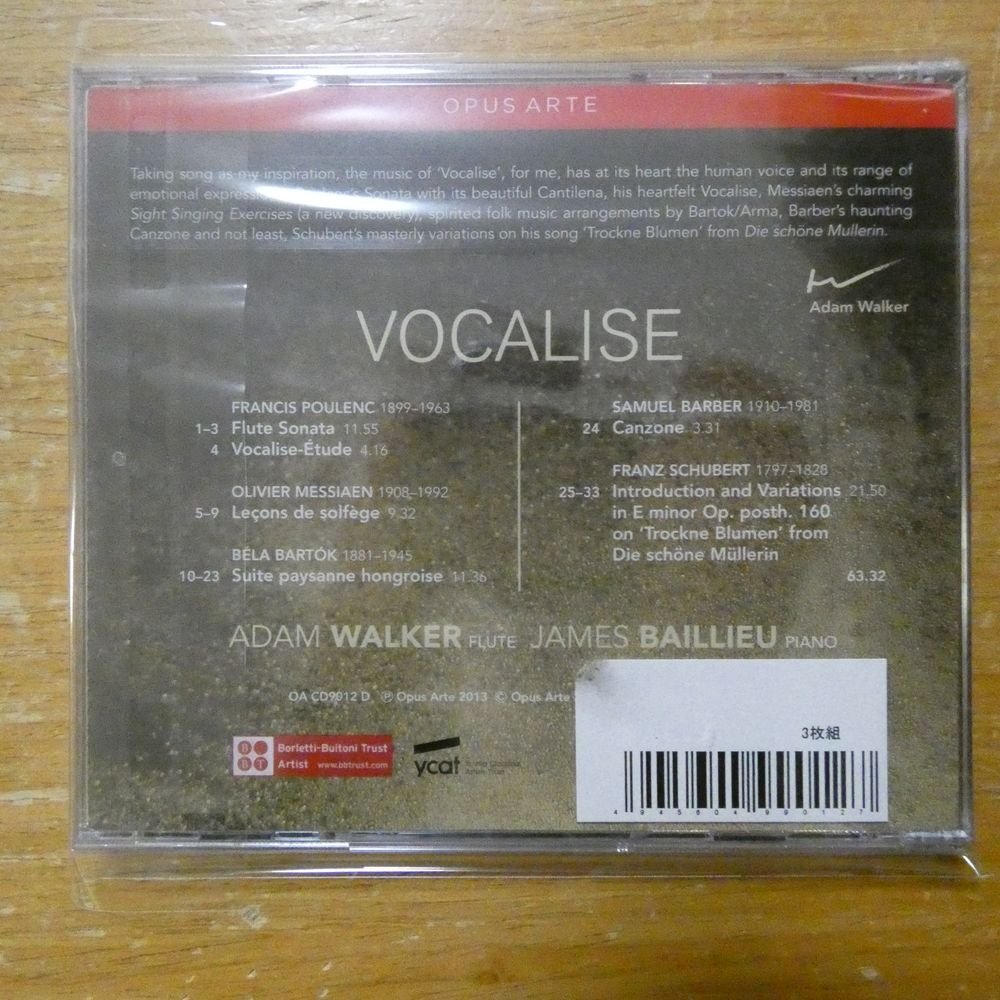 OPUS ARTE
Taking song as my inspiration, the music of 'Vocalise', for me, has at its heart the human voice and its range of
emotional Sonata with its beautiful Cantilena, his heartfelt Vocalise, Messiaen's charming
Sight Singing Exercises (a new discovery), spirited folk music arrangements by Bartok/Arma, Barber's haunting
Canzone and not least, Schubert's masterly variations on his song 'Trockne Blumen' from Die schöne Mullerin.
Adam Walker
VOCALISE
FRANCIS POULENC 1899–1963
1–3 Flute Sonata 11.55
4 Vocalise-Étude 4.16
OLIVIER MESSIAEN 1908–1992
5–9 Leçons de solfège 9.32
BÉLA BARTÓK 1881–1945
10–23 Suite paysanne hongroise 11.36
SAMUEL BARBER 1910–1981
24 Canzone 3.31
FRANZ SCHUBERT 1797–1828
25–33 Introduction and Variations 21.50
in E minor Op. posth. 160
on 'Trockne Blumen' from
Die schöne Müllerin
63.32
ADAM WALKER FLUTE JAMES BAILLIEU PIANO
OA CD9012 D ℗ Opus Arte 2013 © Opus Arte
B B T
Borletti-Buitoni Trust
Artist www.bbtrust.com
ycat
3枚組
4945604990127